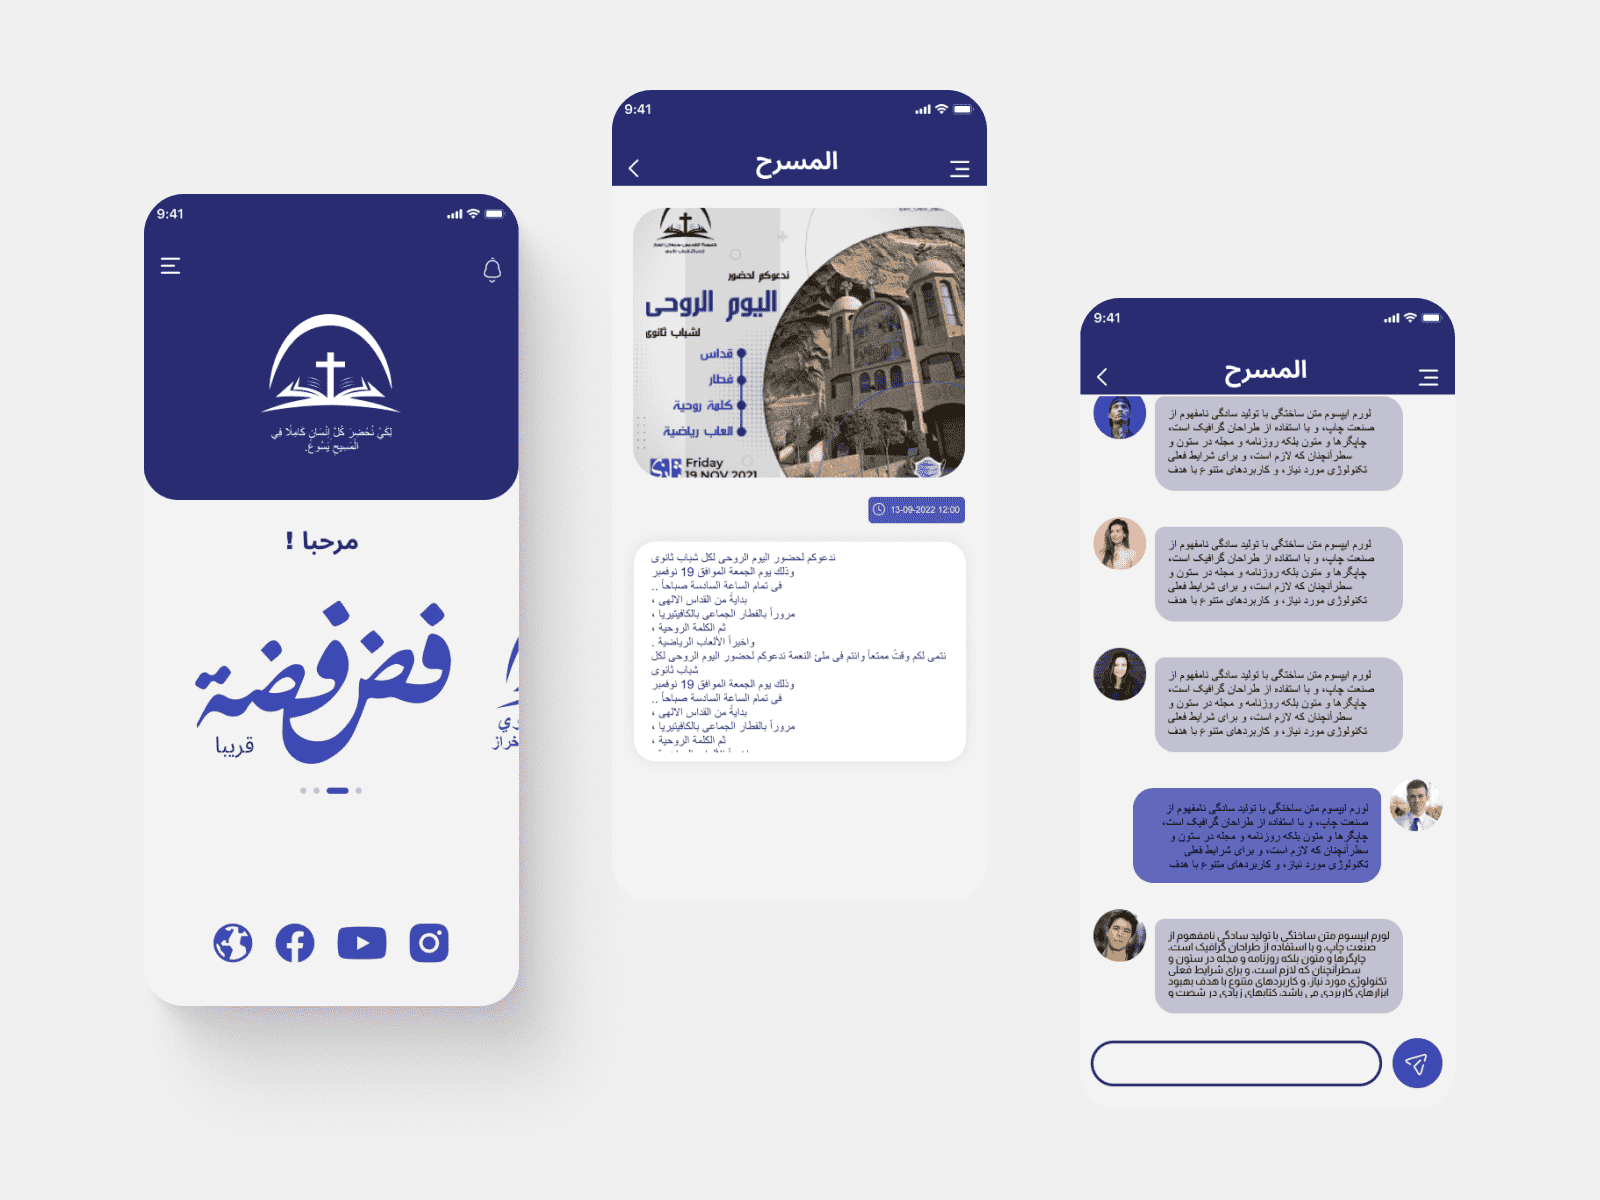 9:41
لِكَيْ نُحْضِرَ كُلَّ إِنْسَانٍ كَامِلًا فِي
الْمَسِيحِ يَسُوعَ.
مرحبا !
فضفضة
قريبا
9:41
المسرح
ندعوكم لحضور
اليوم الروحى
لشباب ثانوى
قداس
فطار
كلمة روحية
العاب رياضية
Friday
19 NOV 2021
13-09-2022 12:00
ندعوكم لحضور اليوم الروحى لكل شباب ثانوى
وذلك يوم الجمعة الموافق 19 نوفمبر
فى تمام الساعة السادسة صباحاً ..
بدايةً من القداس الالهى ،
مروراً بالفطار الجماعى بالكافيتيريا ،
ثم الكلمة الروحية ،
واخيراً الألعاب الرياضية .
نتمى لكم وقتُ ممتعاً وانتم فى ملئ النعمة ندعوكم لحضور اليوم الروحى لكل
شباب ثانوى
وذلك يوم الجمعة الموافق 19 نوفمبر
فى تمام الساعة السادسة صباحاً ..
بدايةً من القداس الالهى ،
مروراً بالفطار الجماعى بالكافيتيريا ،
ثم الكلمة الروحية ،
9:41
المسرح
لورم ایپسوم متن ساختگی با تولید سادگی نامفهوم از
صنعت چاپ، و با استفاده از طراحان گرافیک است،
چاپگرها و متون بلکه روزنامه و مجله در ستون و
سطرآنچنان که لازم است، و برای شرایط فعلی
تکنولوژی مورد نیاز، و کاربردهای متنوع با هدف
لورم ایپسوم متن ساختگی با تولید سادگی نامفهوم از
صنعت چاپ، و با استفاده از طراحان گرافیک است،
چاپگرها و متون بلکه روزنامه و مجله در ستون و
سطرآنچنان که لازم است، و برای شرایط فعلی
تکنولوژی مورد نیاز، و کاربردهای متنوع با هدف
لورم ایپسوم متن ساختگی با تولید سادگی نامفهوم از
صنعت چاپ، و با استفاده از طراحان گرافیک است،
چاپگرها و متون بلکه روزنامه و مجله در ستون و
سطرآنچنان که لازم است، و برای شرایط فعلی
تکنولوژی مورد نیاز، و کاربردهای متنوع با هدف
لورم ایپسوم متن ساختگی با تولید سادگی نامفهوم از
صنعت چاپ، و با استفاده از طراحان گرافیک است،
چاپگرها و متون بلکه روزنامه و مجله در ستون و
سطرآنچنان که لازم است، و برای شرایط فعلی
تکنولوژی مورد نیاز، و کاربردهای متنوع با هدف
لورم ایپسوم متن ساختگی با تولید سادگی نامفهوم از
صنعت چاپ، و با استفاده از طراحان گرافیک است،
چاپگرها و متون بلکه روزنامه و مجله در ستون و
سطرآنچنان که لازم است، و برای شرایط فعلی
تکنولوژی مورد نیاز، و کاربردهای متنوع با هدف بهبود
ابزارهای کاربردی می باشد، کتابهای زیادی در شصت و